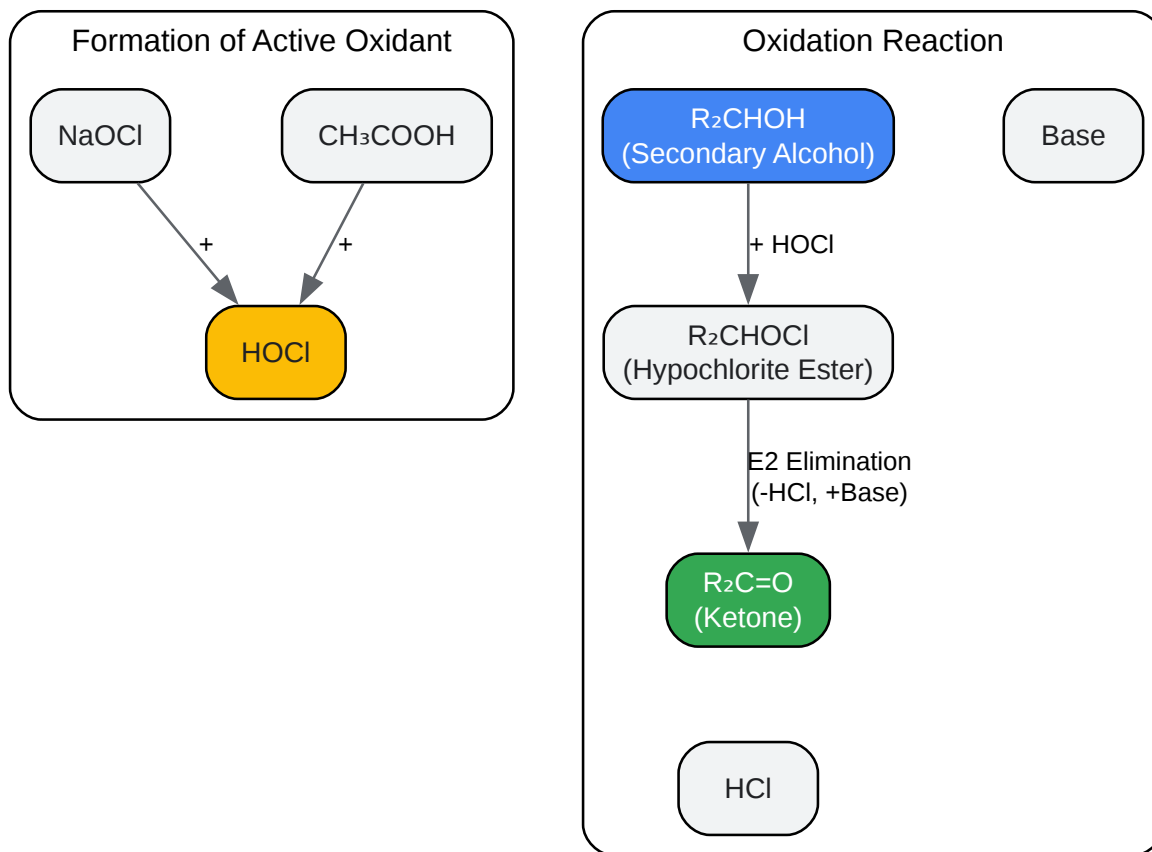 Formation of Active Oxidant
NaOCl
CH₃COOH
+
+
HOCl
Oxidation Reaction
R₂CHOH
(Secondary Alcohol)
Base
+ HOCl
R₂CHOCl
(Hypochlorite Ester)
E2 Elimination
(-HCl, +Base)
R₂C=O
(Ketone)
HCl